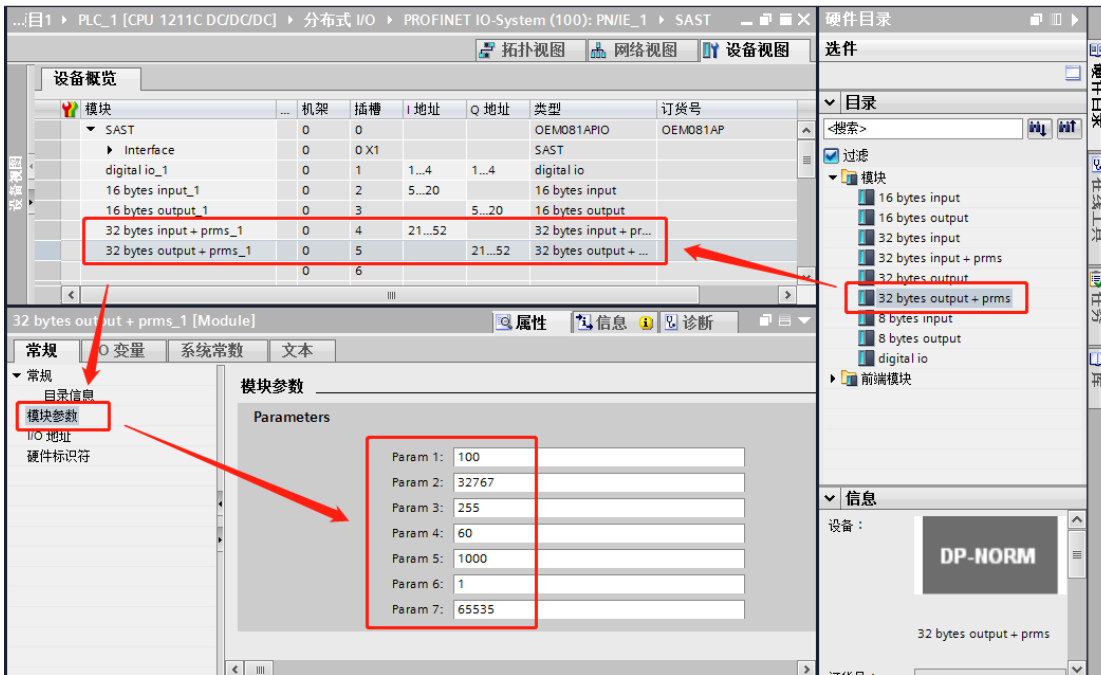 ...项目1 ▸ PLC_1 [CPU 1211C DC/DC/DC] ▸ 分布式 I/O ▸ PROFINET IO-System (100): PN/IE_1 ▸ SAST
拓扑视图 网络视图 设备视图
设备概览
模块 ... 机架 插槽 I 地址 Q 地址 类型 订货号
SAST 0 0 OEM081APIO OEM081AP
Interface 0 0 X1 SAST
digital io_1 0 1 1...4 1...4 digital io
16 bytes input_1 0 2 5...20 16 bytes input
16 bytes output_1 0 3 5...20 16 bytes output
32 bytes input + prms_1 0 4 21...52 32 bytes input + pr...
32 bytes output + prms_1 0 5 21...52 32 bytes output + ...
0 6
32 bytes output + prms_1 [Module]
属性 信息 诊断
常规 IO 变量 系统常数 文本
常规
目录信息
模块参数
I/O 地址
硬件标识符
模块参数
Parameters
Param 1: 100
Param 2: 32767
Param 3: 255
Param 4: 60
Param 5: 1000
Param 6: 1
Param 7: 65535
硬件目录
选件
目录
<搜索>
过滤
模块
16 bytes input
16 bytes output
32 bytes input
32 bytes input + prms
32 bytes output
32 bytes output + prms
8 bytes input
8 bytes output
digital io
前端模块
信息
设备：
DP-NORM
32 bytes output + prms
硬件目录
在线工具
任务
库